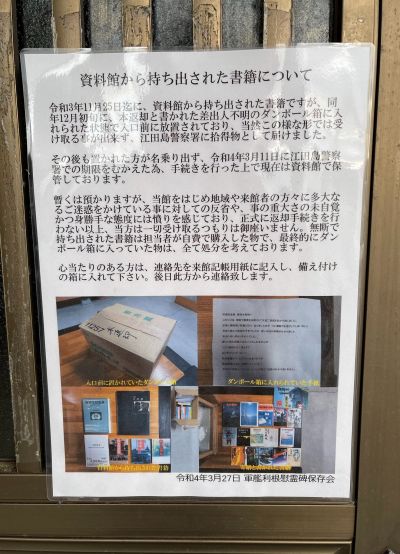 資料館から持ち出された書籍について
令和3年11月25日迄に、資料館から持ち出された書籍ですが、同
年12月初旬に、本返却と書かれた差出人不明のダンボール箱に入
れられた状態で入口前に放置されており、当然この様な形では受
け取る事が出来ず、江田島警察署に拾得物として届けました。
その後も置かれた方が名乗り出ず、令和4年3月11日に江田島警察
署での期限をむかえた為、手続きを行った上で現在は資料館で保
管しております。
暫くは預かりますが、当館をはじめ地域や来館者の方々に多大な
るご迷惑をかけている事に対しての反省や、事の重大さの未自覚
かつ身勝手な態度には憤りを感じており、正式に返却手続きを行
わない以上、当方は一切受け取るつもりは御座いません。無断で
持ち出された書籍は担当者が自費で購入した物で、最終的にダン
ボール箱に入っていた物は、全て処分を考えております。
心当たりのある方は、連絡先を来館記帳用紙に記入し、備え付け
の箱に入れて下さい。後日此方から連絡致します。
入口前に置かれていたダンボール箱
ダンボール箱に入れられていた手紙
資料館から持ち出された書籍
令和4年3月27日 軍艦利根慰霊碑保存会